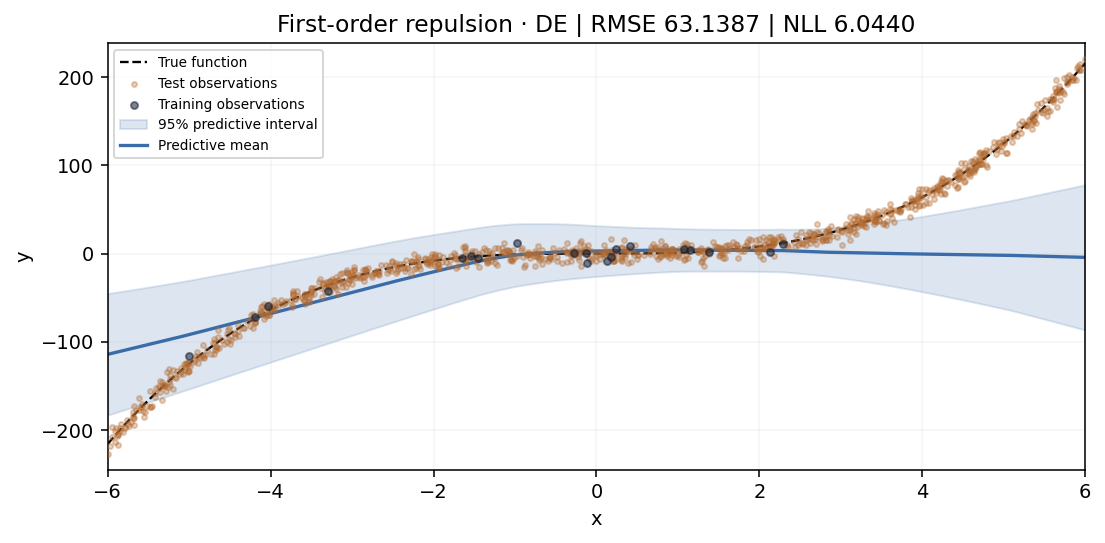 First-order repulsion · DE | RMSE 63.1387 | NLL 6.0440
True function
Test observations
Training observations
95% predictive interval
Predictive mean
y
200
100
0
−100
−200
−6 −4 −2 0 2 4 6
x